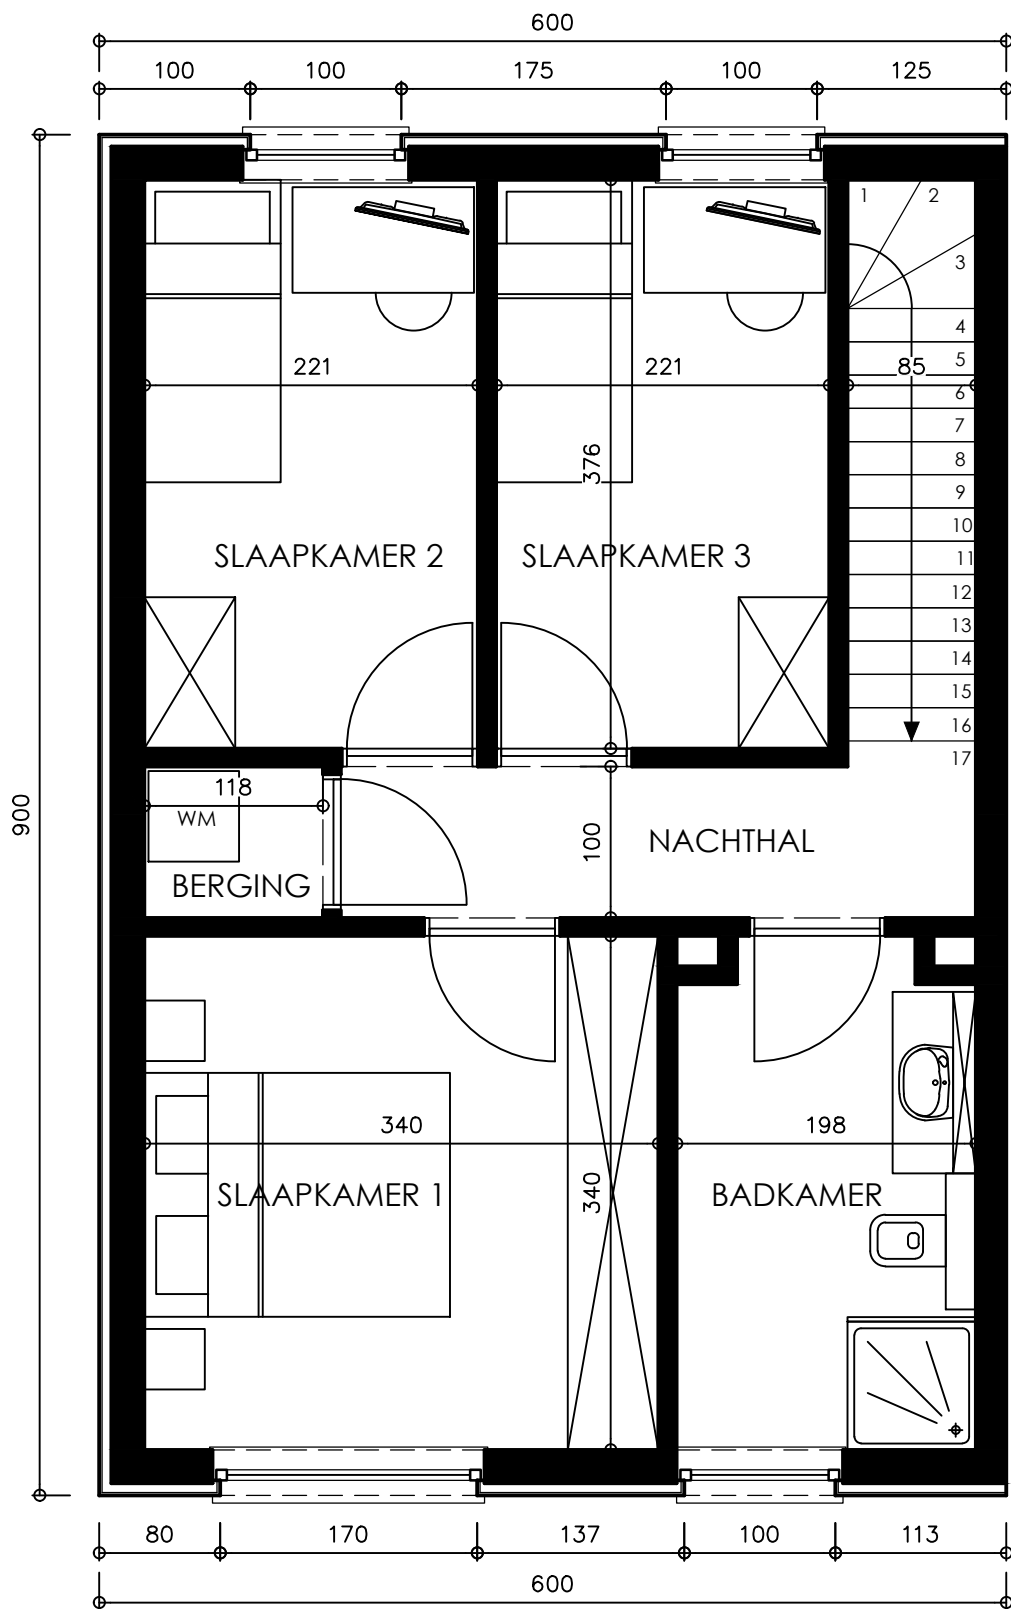 600
100 100 175 100 125
1 2
3
4
221 221 85 5
6
7
376 8
9
10
SLAAPKAMER 2 SLAAPKAMER 3 11
12
13
14
15
16
17
118
WM
900 100 NACHTHAL
BERGING
340 198
SLAAPKAMER 1 340 BADKAMER
80 170 137 100 113
600